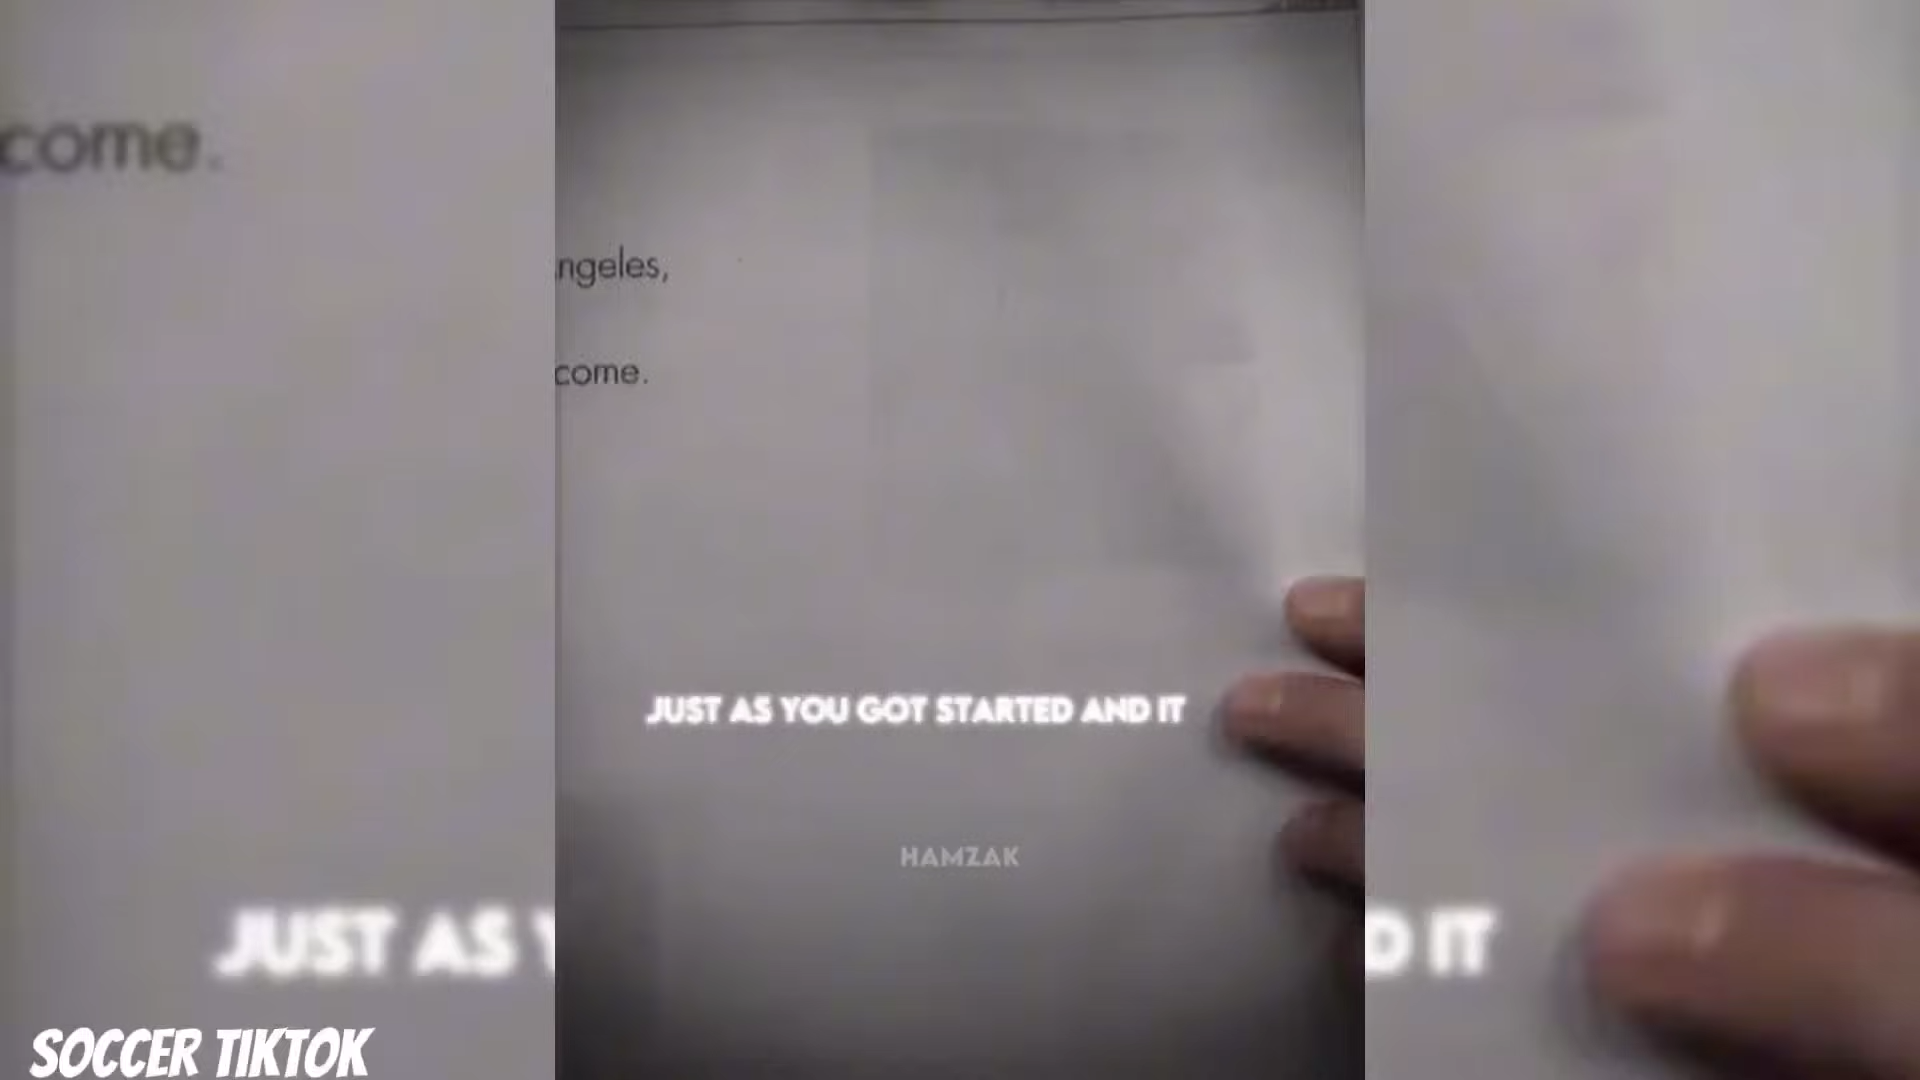 come.
ngeles,
come.
JUST AS YOU GOT STARTED AND IT
HAMZAK
JUST AS Y
D IT
SOCCER TIKTOK